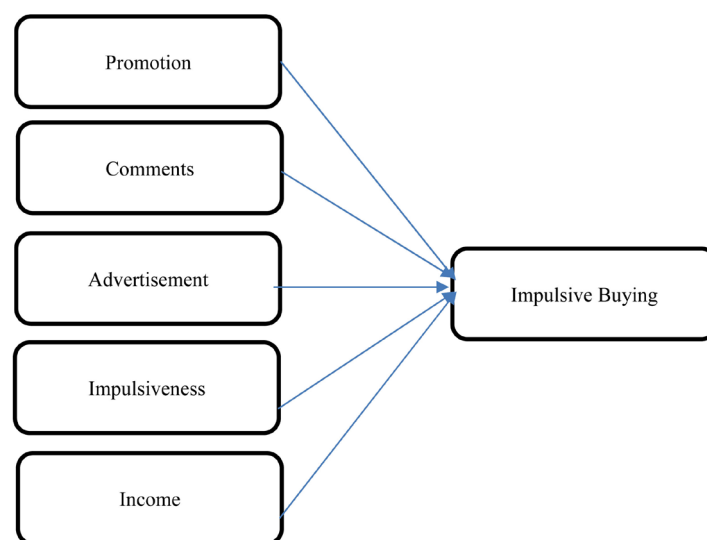 Promotion
Comments
Advertisement
Impulsive Buying
Impulsiveness
Income